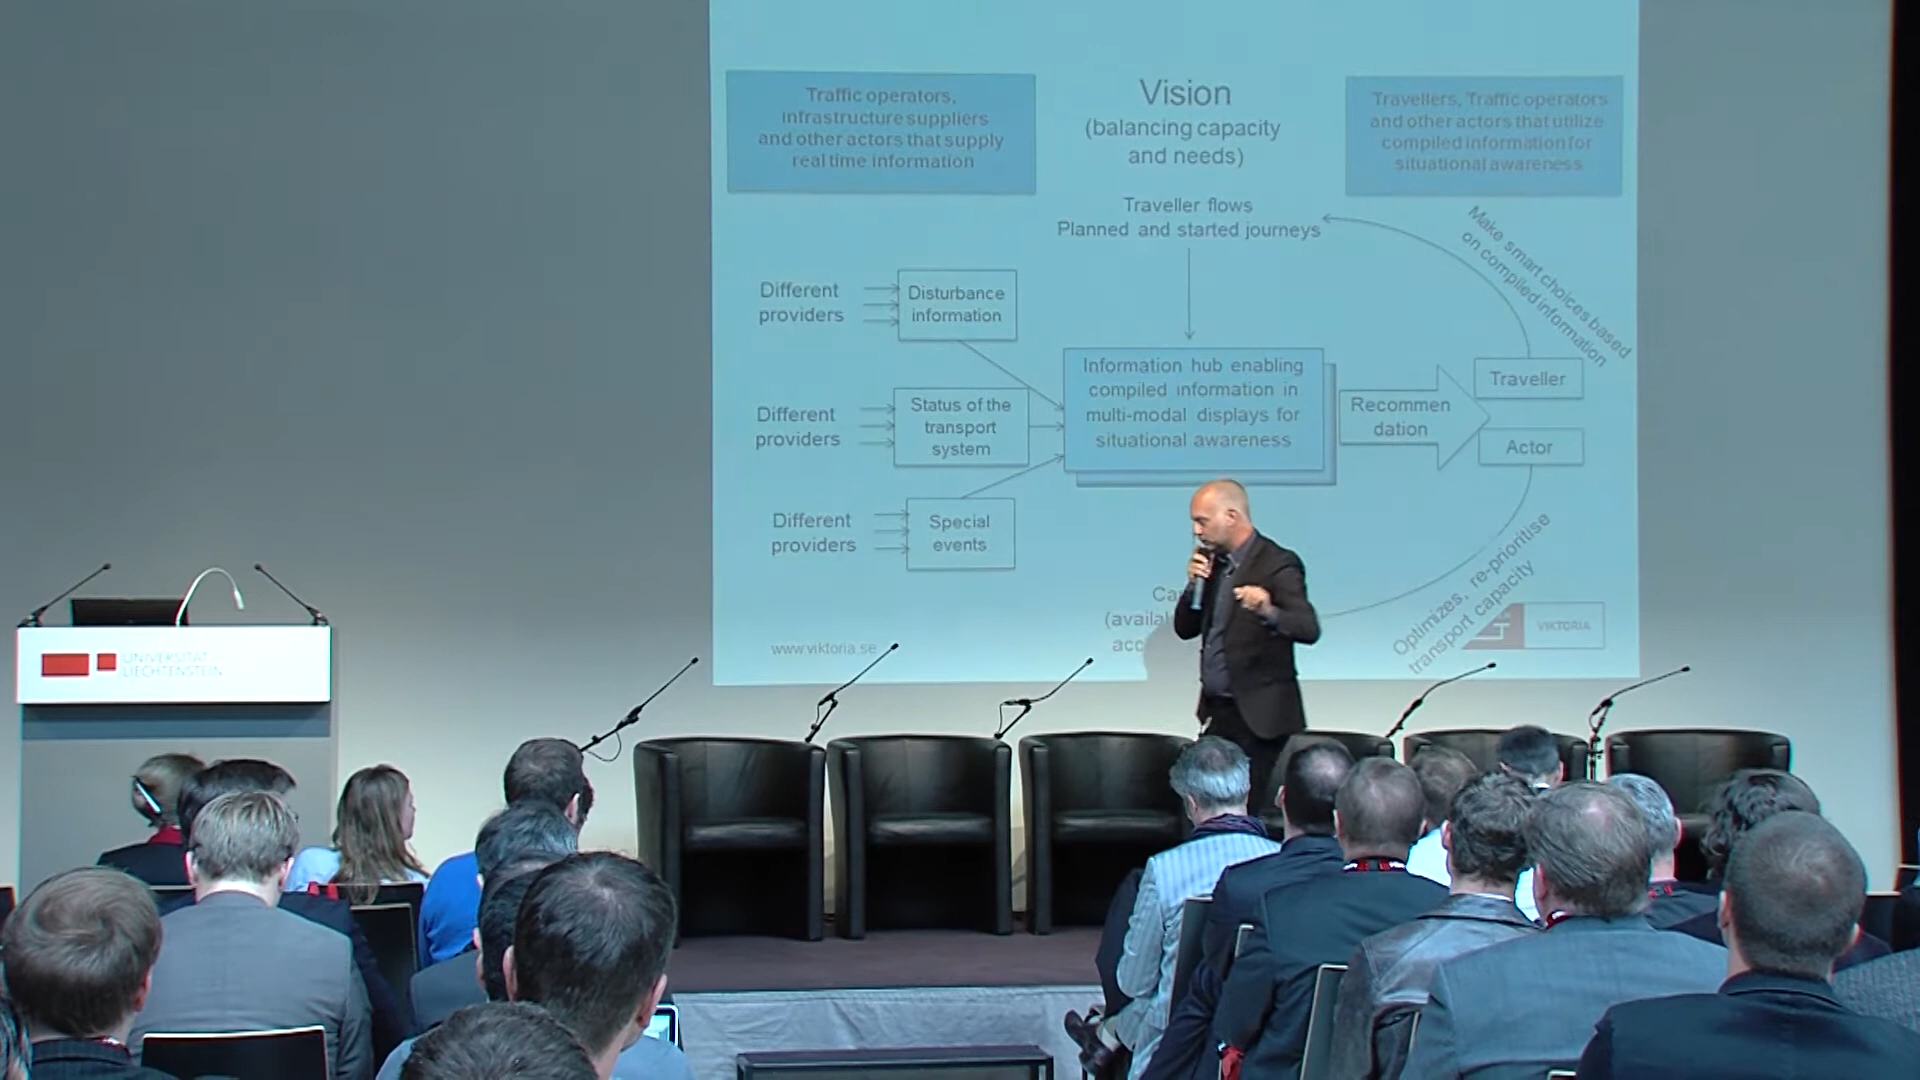 Traffic operators,
infrastructure suppliers
and other actors that supply
real time information
Vision
(balancing capacity
and needs)
Travellers, Traffic operators
and other actors that utilize
compiled information for
situational awareness
Traveller flows
Planned and started journeys
Make smart choices based
on compiled information
Different
providers
Disturbance
information
Different
providers
Status of the
transport
system
Information hub enabling
compiled information in
multi-modal displays for
situational awareness
Recommen
dation
Traveller
Actor
Different
providers
Special
events
Optimizes, re-prioritise
transport capacity
www.viktoria.se
VIKTORIA
UNIVERSITÄT
LIECHTENSTEIN